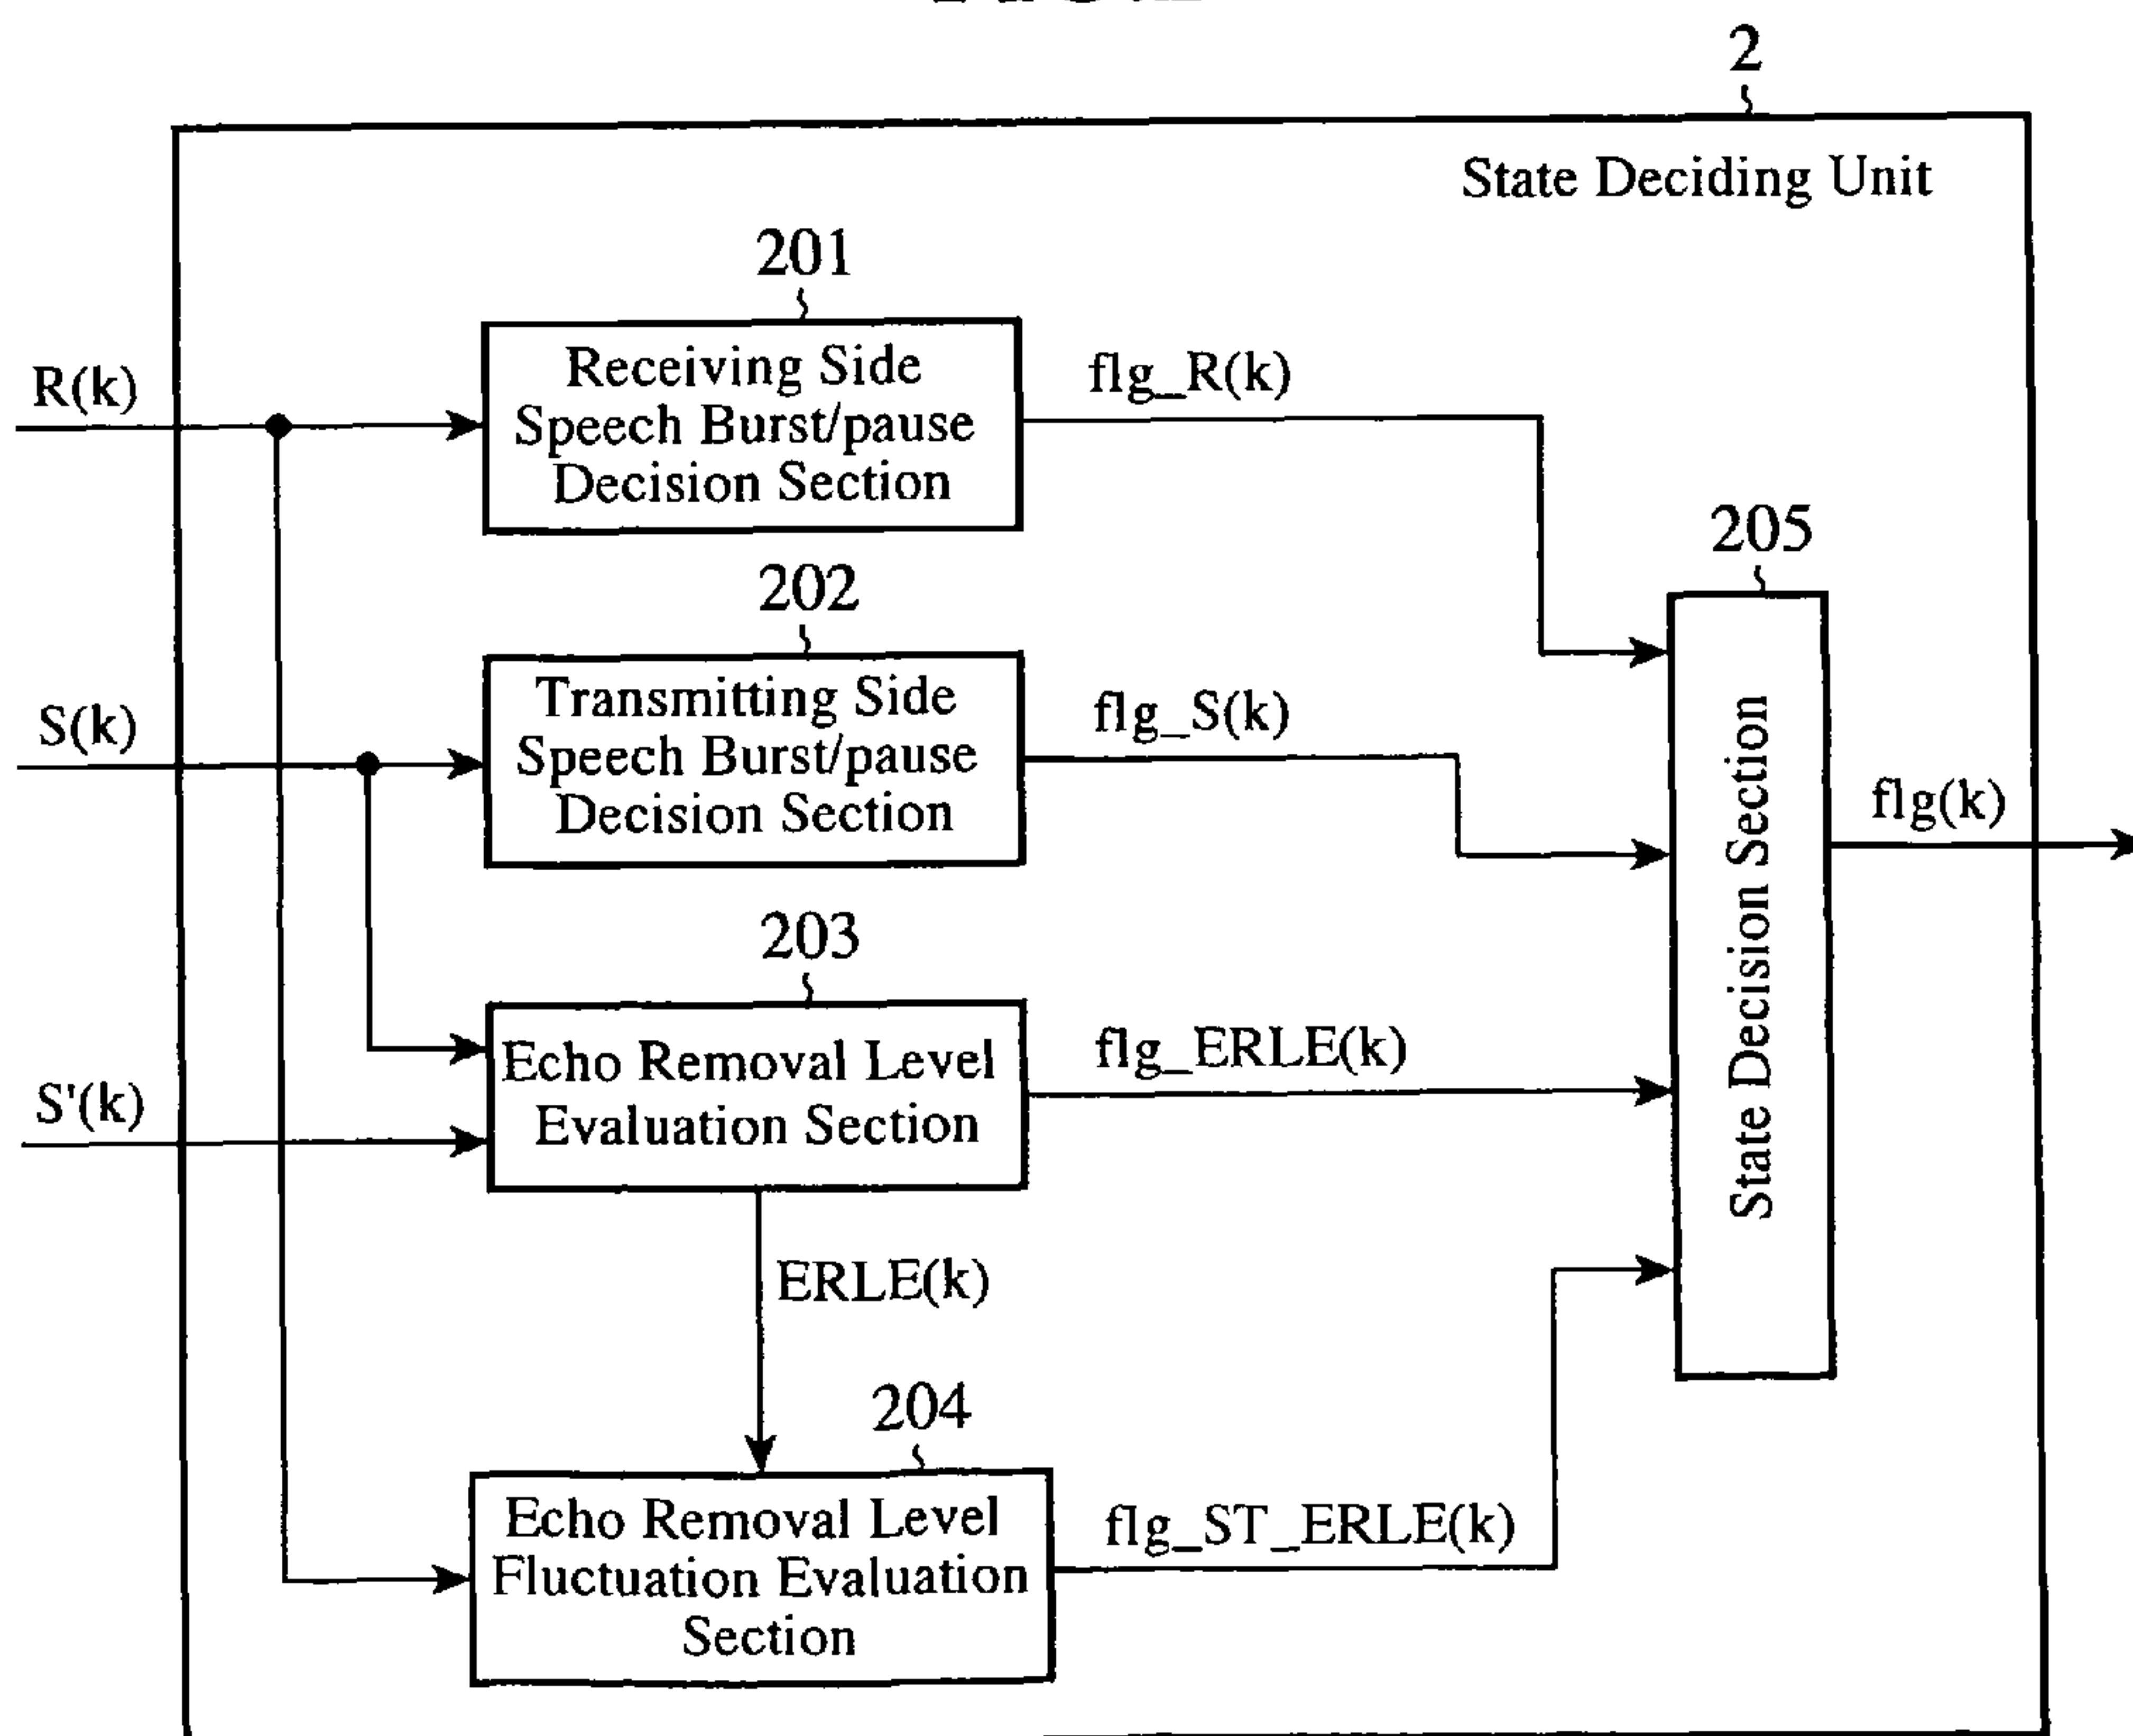 2
State Deciding Unit
201
Receiving Side
Speech Burst/pause
Decision Section
R(k)
flg_R(k)
205
202
Transmitting Side
Speech Burst/pause
Decision Section
S(k)
flg_S(k)
State Decision Section
flg(k)
203
Echo Removal Level
Evaluation Section
S'(k)
flg_ERLE(k)
ERLE(k)
204
Echo Removal Level
Fluctuation Evaluation
Section
flg_ST_ERLE(k)